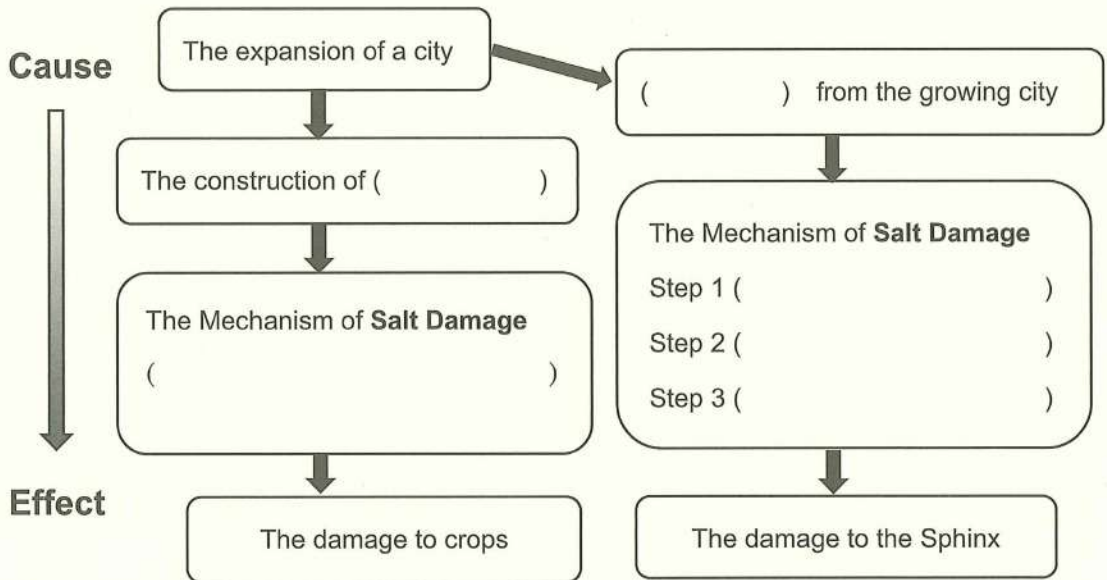 Cause
The expansion of a city
( ) from the growing city
The construction of ( )
The Mechanism of Salt Damage
( )
The Mechanism of Salt Damage
Step 1 ( )
Step 2 ( )
Step 3 ( )
Effect
The damage to crops
The damage to the Sphinx